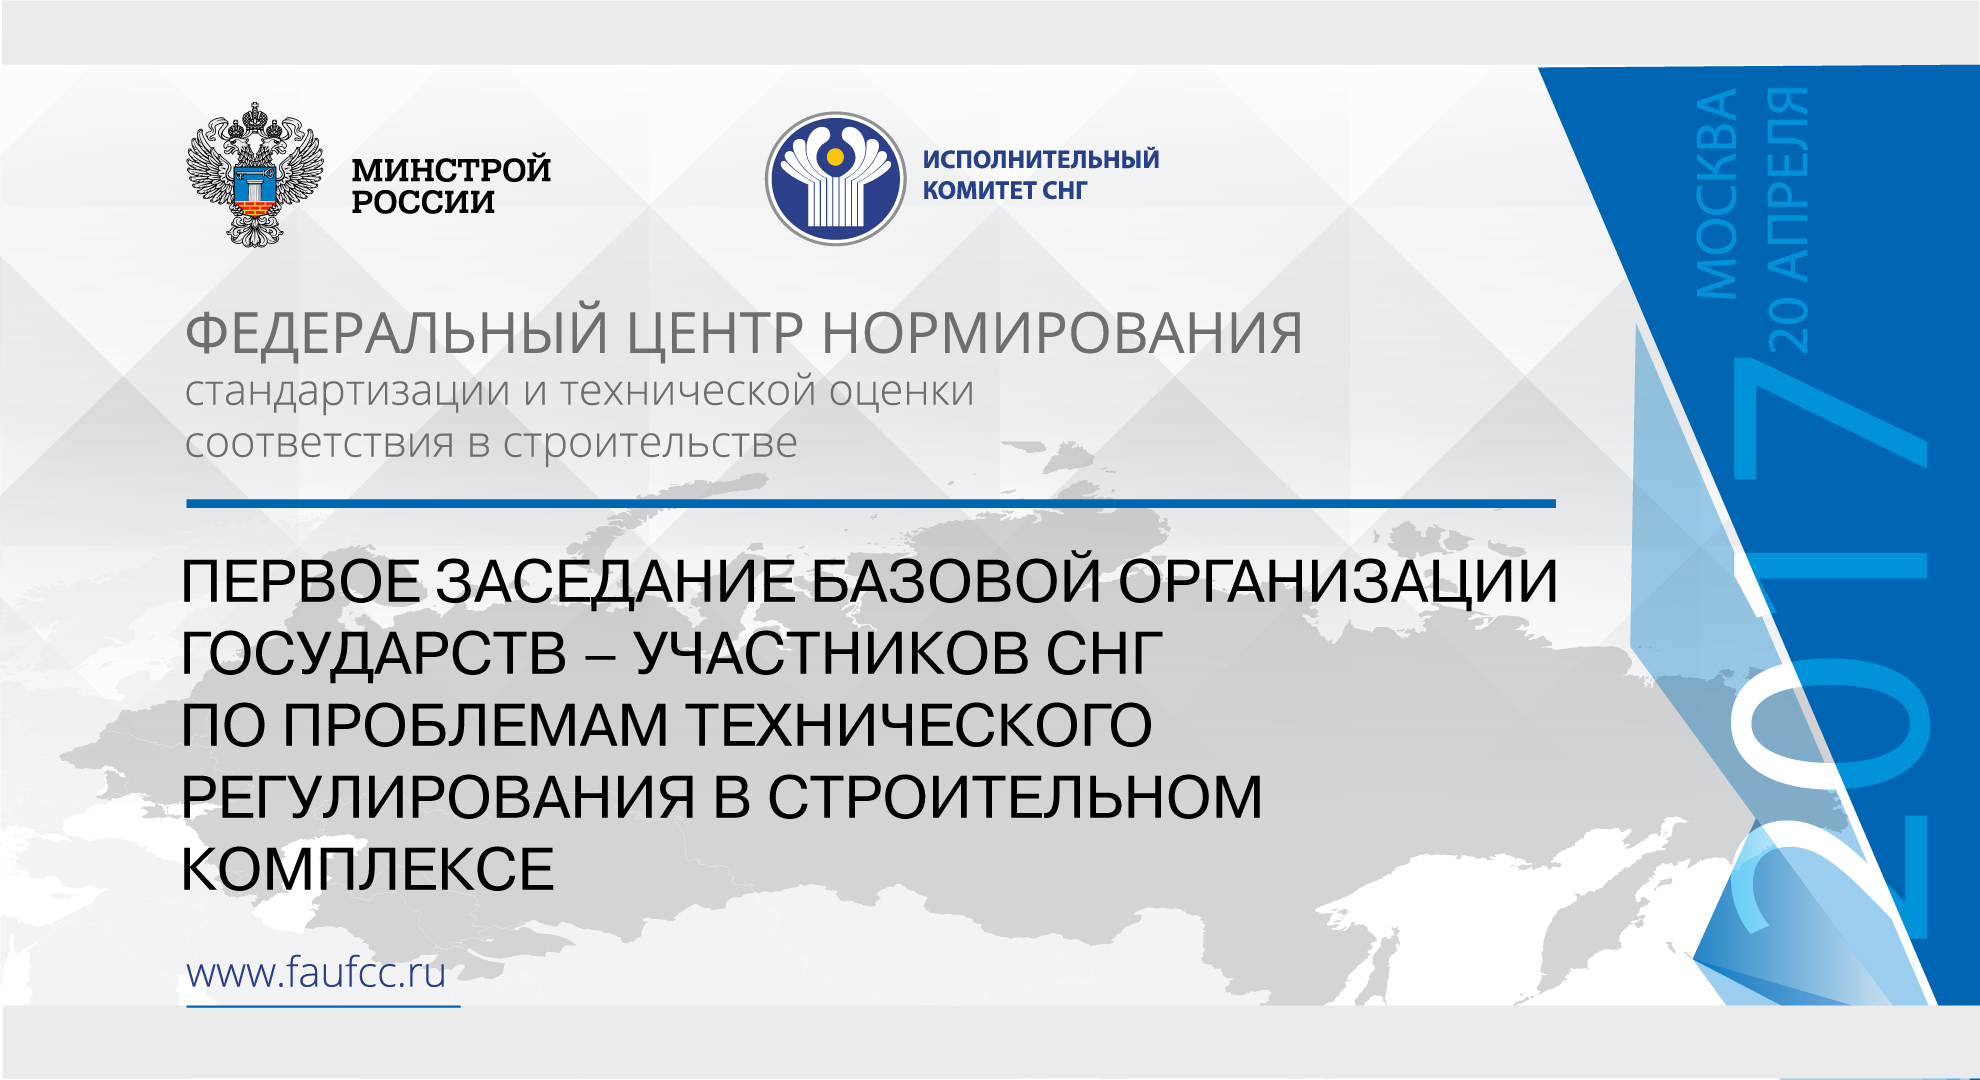 МИНСТРОЙ
РОССИИ
ИСПОЛНИТЕЛЬНЫЙ
КОМИТЕТ СНГ
ФЕДЕРАЛЬНЫЙ ЦЕНТР НОРМИРОВАНИЯ
стандартизации и технической оценки
соответствия в строительстве
ПЕРВОЕ ЗАСЕДАНИЕ БАЗОВОЙ ОРГАНИЗАЦИИ
ГОСУДАРСТВ – УЧАСТНИКОВ СНГ
ПО ПРОБЛЕМАМ ТЕХНИЧЕСКОГО
РЕГУЛИРОВАНИЯ В СТРОИТЕЛЬНОМ
КОМПЛЕКСЕ
www.faufcc.ru
МОСКВА
20 АПРЕЛЯ
2017